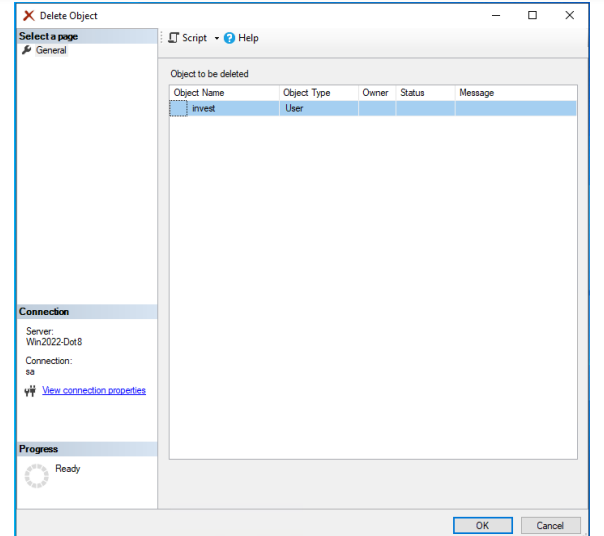 Delete Object
Select a page
General
Script
Help
Object to be deleted
Object Name Object Type Owner Status Message
invest User
Connection
Server:
Win2022-Dot8
Connection:
sa
View connection properties
Progress
Ready
OK Cancel